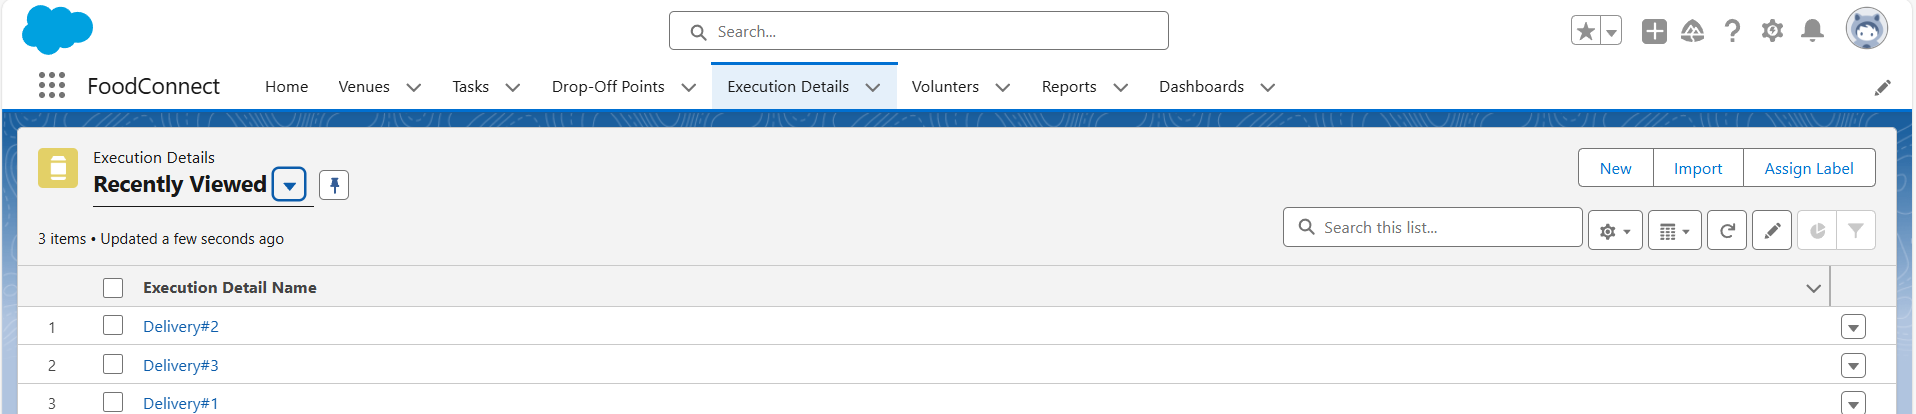 Search...
FoodConnect Home Venues Tasks Drop-Off Points Execution Details Volunters Reports Dashboards
Execution Details
Recently Viewed
New Import Assign Label
3 items • Updated a few seconds ago
Search this list...
Execution Detail Name
1 Delivery#2
2 Delivery#3
3 Delivery#1